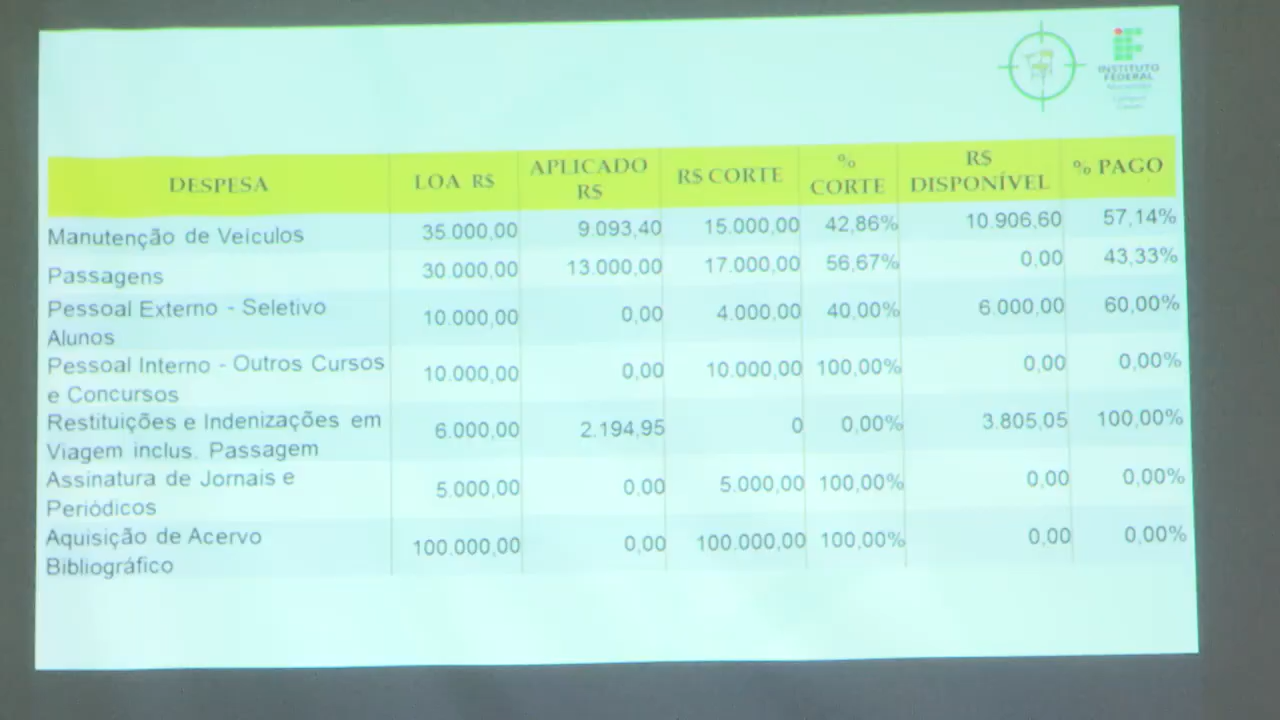 INSTITUTO
FEDERAL
DESPESA LOA R$ APLICADO R$ R$ CORTE % CORTE R$ DISPONÍVEL % PAGO
Manutenção de Veículos 35.000,00 9.093,40 15.000,00 42,86% 10.906,60 57,14%
Passagens 30.000,00 13.000,00 17.000,00 56,67% 0,00 43,33%
Pessoal Externo - Seletivo
Alunos 10.000,00 0,00 4.000,00 40,00% 6.000,00 60,00%
Pessoal Interno - Outros Cursos
e Concursos 10.000,00 0,00 10.000,00 100,00% 0,00 0,00%
Restituições e Indenizações em
Viagem inclus. Passagem 6.000,00 2.194,95 0 0,00% 3.805,05 100,00%
Assinatura de Jornais e
Periódicos 5.000,00 0,00 5.000,00 100,00% 0,00 0,00%
Aquisição de Acervo
Bibliográfico 100.000,00 0,00 100.000,00 100,00% 0,00 0,00%